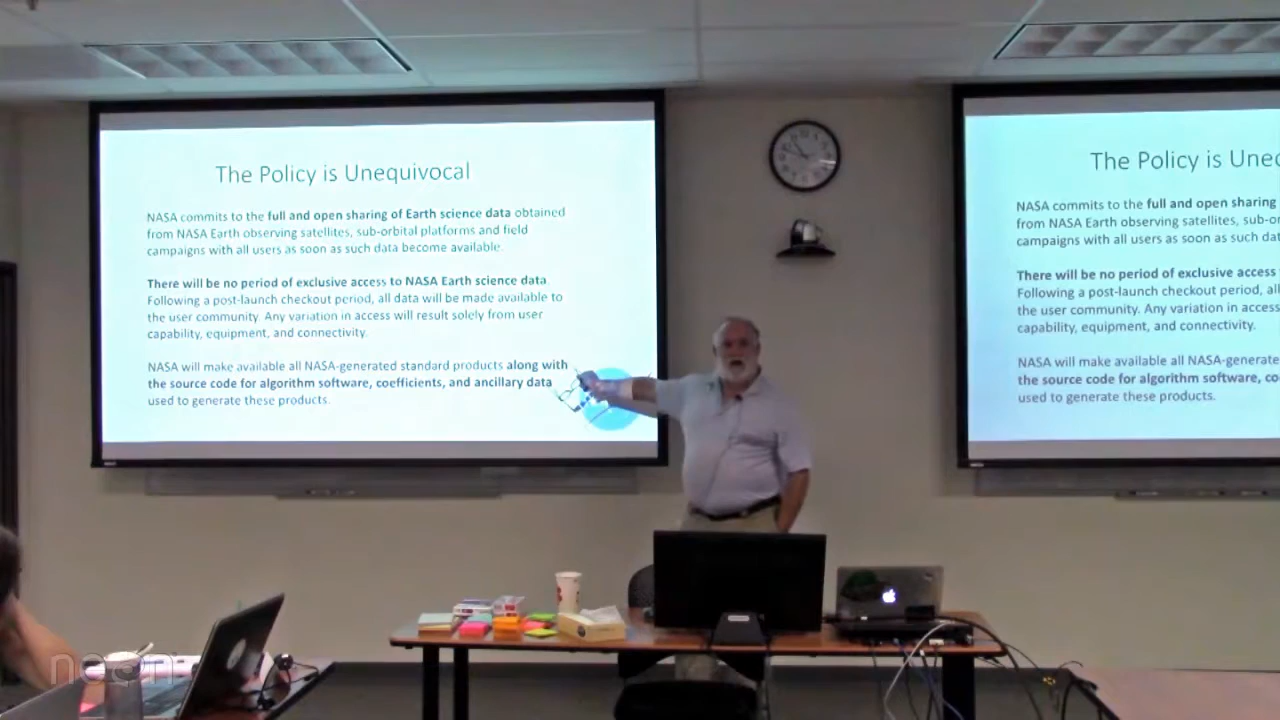 The Policy is Unequivocal
NASA commits to the full and open sharing of Earth science data obtained
from NASA Earth observing satellites, sub-orbital platforms and field
campaigns with all users as soon as such data become available.
There will be no period of exclusive access to NASA Earth science data
Following a post-launch checkout period, all data will be made available to
the user community. Any variation in access will result solely from user
capability, equipment, and connectivity.
NASA will make available all NASA-generated standard products along with
the source code for algorithm software, coefficients, and ancillary data
used to generate these products.
The Policy is Uneq
NASA commits to the full and open sharing
from NASA Earth observing satellites, sub-or
campaigns with all users as soon as such dat
There will be no period of exclusive access
Following a post-launch checkout period, all
the user community. Any variation in access
capability, equipment, and connectivity.
NASA will make available all NASA-generate
the source code for algorithm software, co
used to generate these products.
neon